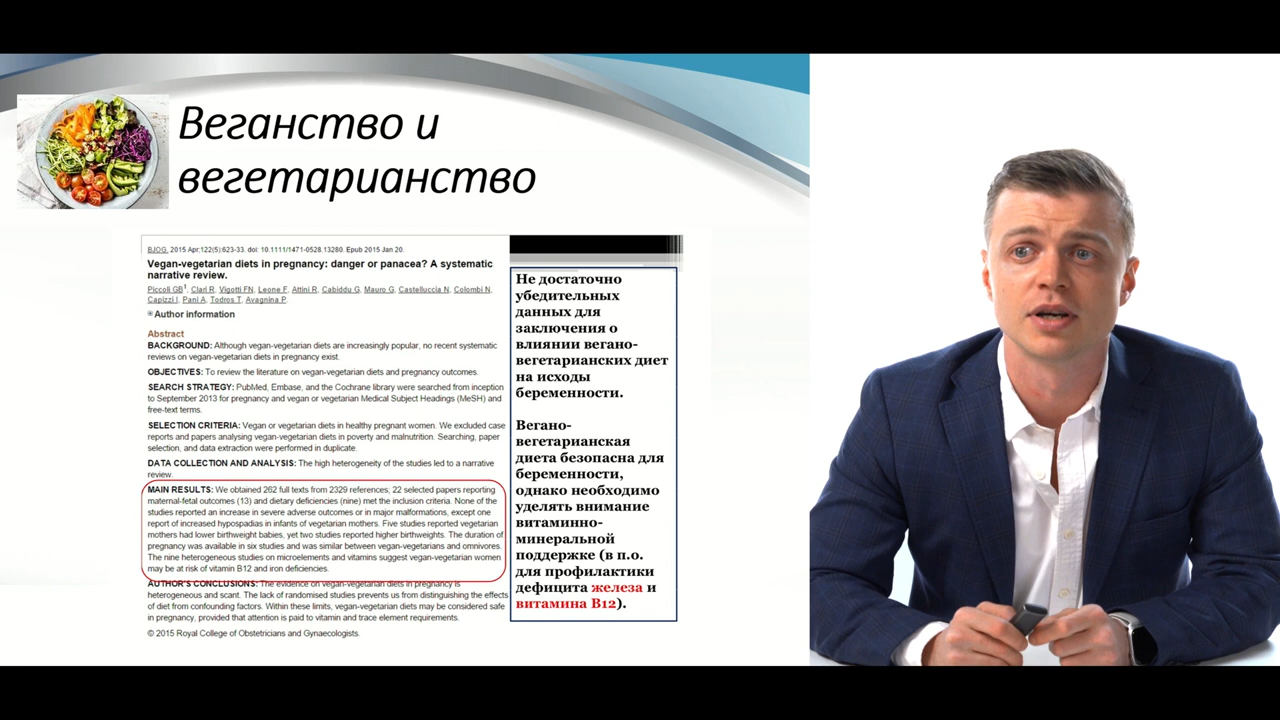 Веганство и
вегетарианство
BJOG. 2015 Apr;122(5):623-33. doi: 10.1111/1471-0528.13280. Epub 2015 Jan 20.
Vegan-vegetarian diets in pregnancy: danger or panacea? A systematic
narrative review.
Piccoli GB1, Clari R, Vigotti FN, Leone F, Attini R, Cabiddu G, Mauro G, Castelluccia N, Colombi N,
Capizzi I, Pani A, Todros T, Avagnina P.
Author information
Abstract
BACKGROUND: Although vegan-vegetarian diets are increasingly popular, no recent systematic
reviews on vegan-vegetarian diets in pregnancy exist.
OBJECTIVES: To review the literature on vegan-vegetarian diets and pregnancy outcomes.
SEARCH STRATEGY: PubMed, Embase, and the Cochrane library were searched from inception
to September 2013 for pregnancy and vegan or vegetarian Medical Subject Headings (MeSH) and
free-text terms.
SELECTION CRITERIA: Vegan or vegetarian diets in healthy pregnant women. We excluded case
reports and papers analysing vegan-vegetarian diets in poverty and malnutrition. Searching, paper
selection, and data extraction were performed in duplicate.
DATA COLLECTION AND ANALYSIS: The high heterogeneity of the studies led to a narrative
review.
MAIN RESULTS: We obtained 262 full texts from 2329 references, 22 selected papers reporting
maternal-fetal outcomes (13) and dietary deficiencies (nine) met the inclusion criteria. None of the
studies reported an increase in severe adverse outcomes or in major malformations, except one
report of increased hypospadias in infants of vegetarian mothers. Five studies reported vegetarian
mothers had lower birthweight babies, yet two studies reported higher birthweights. The duration of
pregnancy was available in six studies and was similar between vegan-vegetarians and omnivores.
The nine heterogeneous studies on microelements and vitamins suggest vegan-vegetarian women
may be at risk of vitamin B12 and iron deficiencies.
AUTHOR'S CONCLUSIONS: The evidence on vegan-vegetarian diets in pregnancy is
heterogeneous and scant. The lack of randomised studies prevents us from distinguishing the effects
of diet from confounding factors. Within these limits, vegan-vegetarian diets may be considered safe
in pregnancy, provided that attention is paid to vitamin and trace element requirements.
© 2015 Royal College of Obstetricians and Gynaecologists.
Не достаточно
убедительных
данных для
заключения о
влиянии вегано-
вегетарианских диет
на исходы
беременности.
Вегано-
вегетарианская
диета безопасна для
беременности,
однако необходимо
уделять внимание
витаминно-
минеральной
поддержке (в п.о.
для профилактики
дефицита железа и
витамина В12).